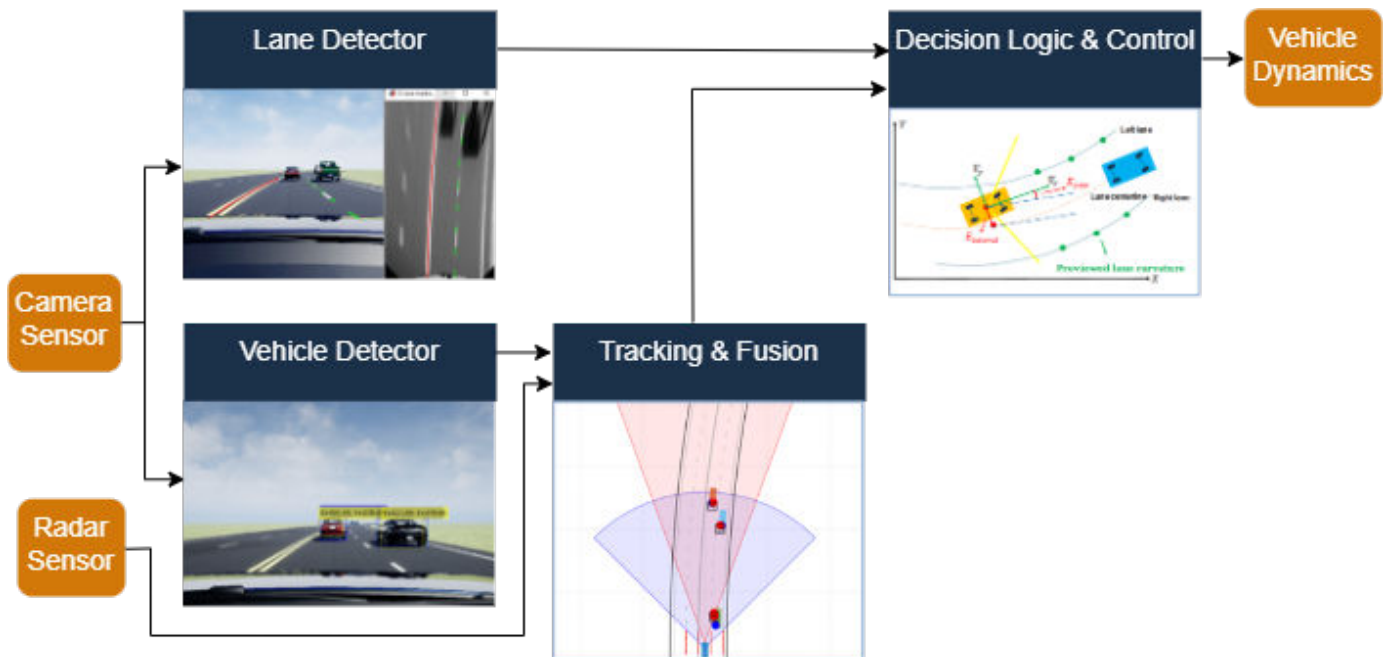 Lane Detector
Decision Logic & Control
Vehicle
Dynamics
Y
Left lane
Lane centerline
Right lane
Previewed lane curvature
X
Camera
Sensor
Vehicle Detector
Tracking & Fusion
Radar
Sensor